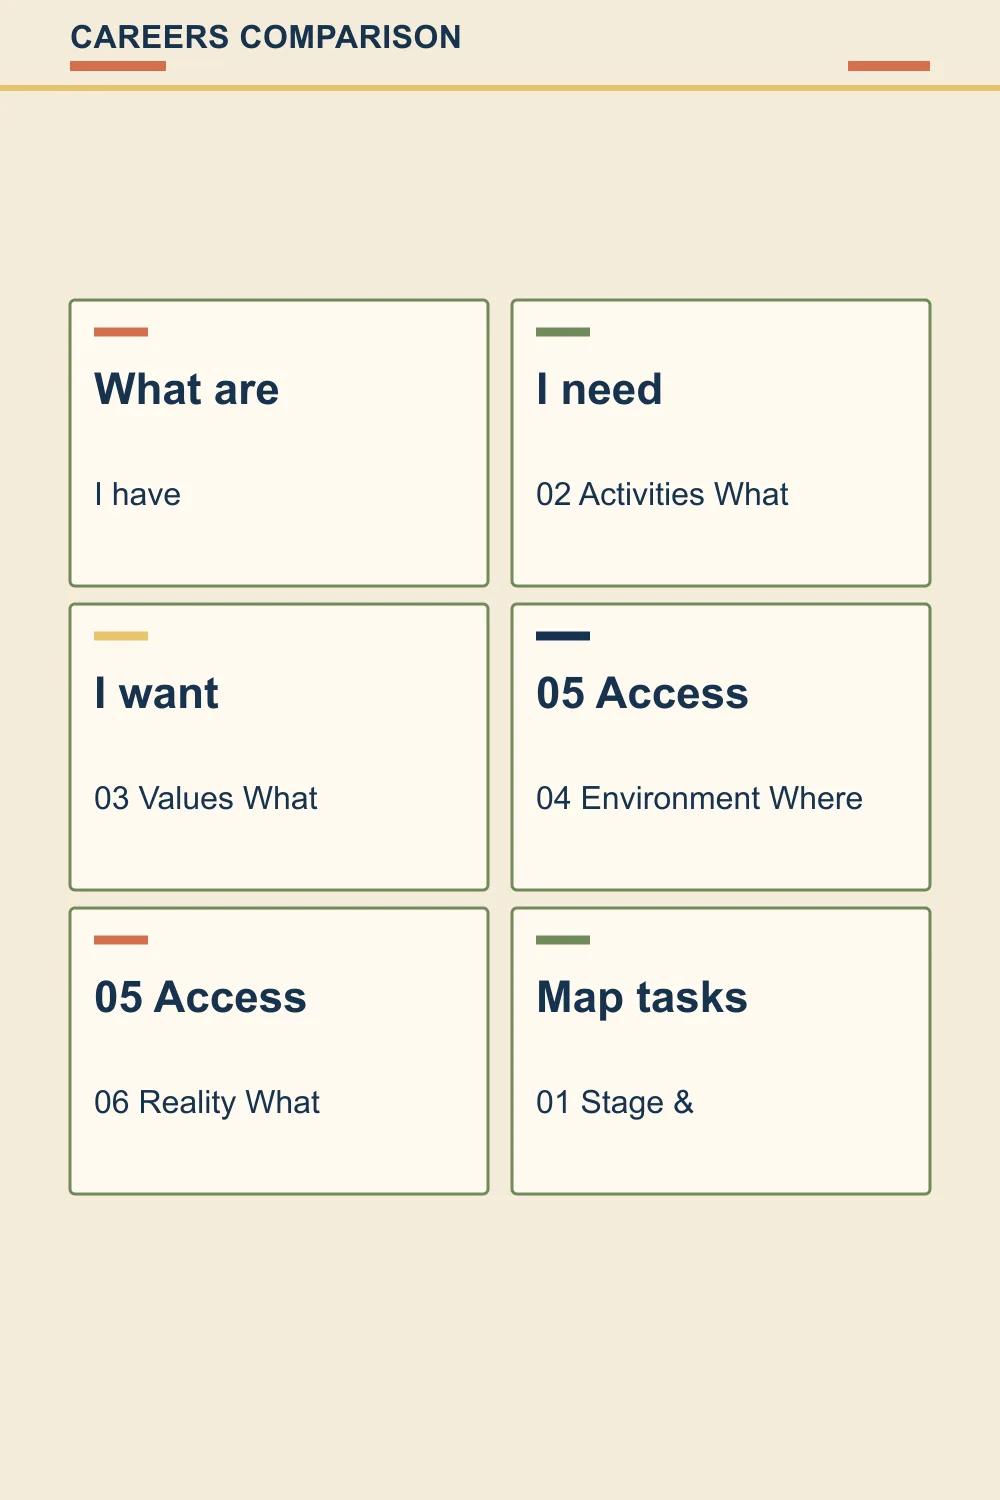 CAREERS COMPARISON
What are
I have
I need
02 Activities What
I want
03 Values What
05 Access
04 Environment Where
05 Access
06 Reality What
Map tasks
01 Stage &